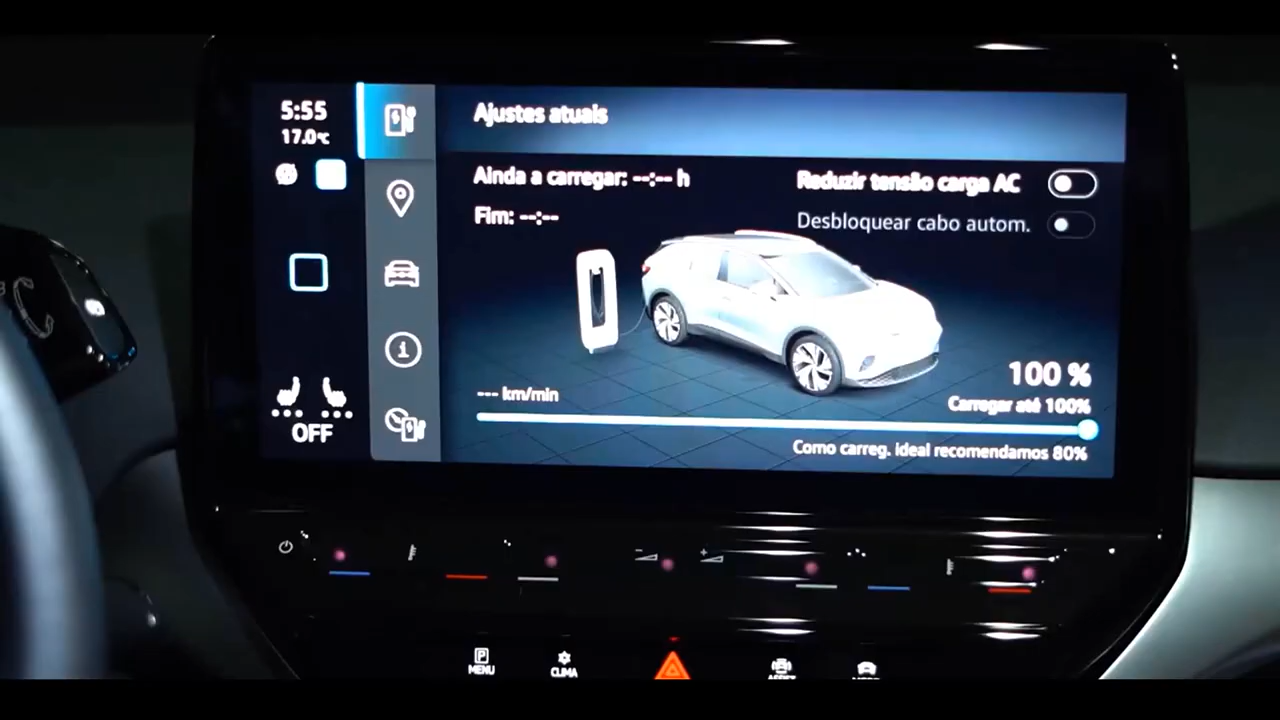 5:55
17.0°C
Ajustes atuais
Ainda a carregar: --:-- h
Fim: --:--
Reduzir tensão carga AC
Desbloquear cabo autom.
100 %
Carregar até 100%
--- km/min
Como carreg. ideal recomendamos 80%
OFF
P
MENU
CLIMA